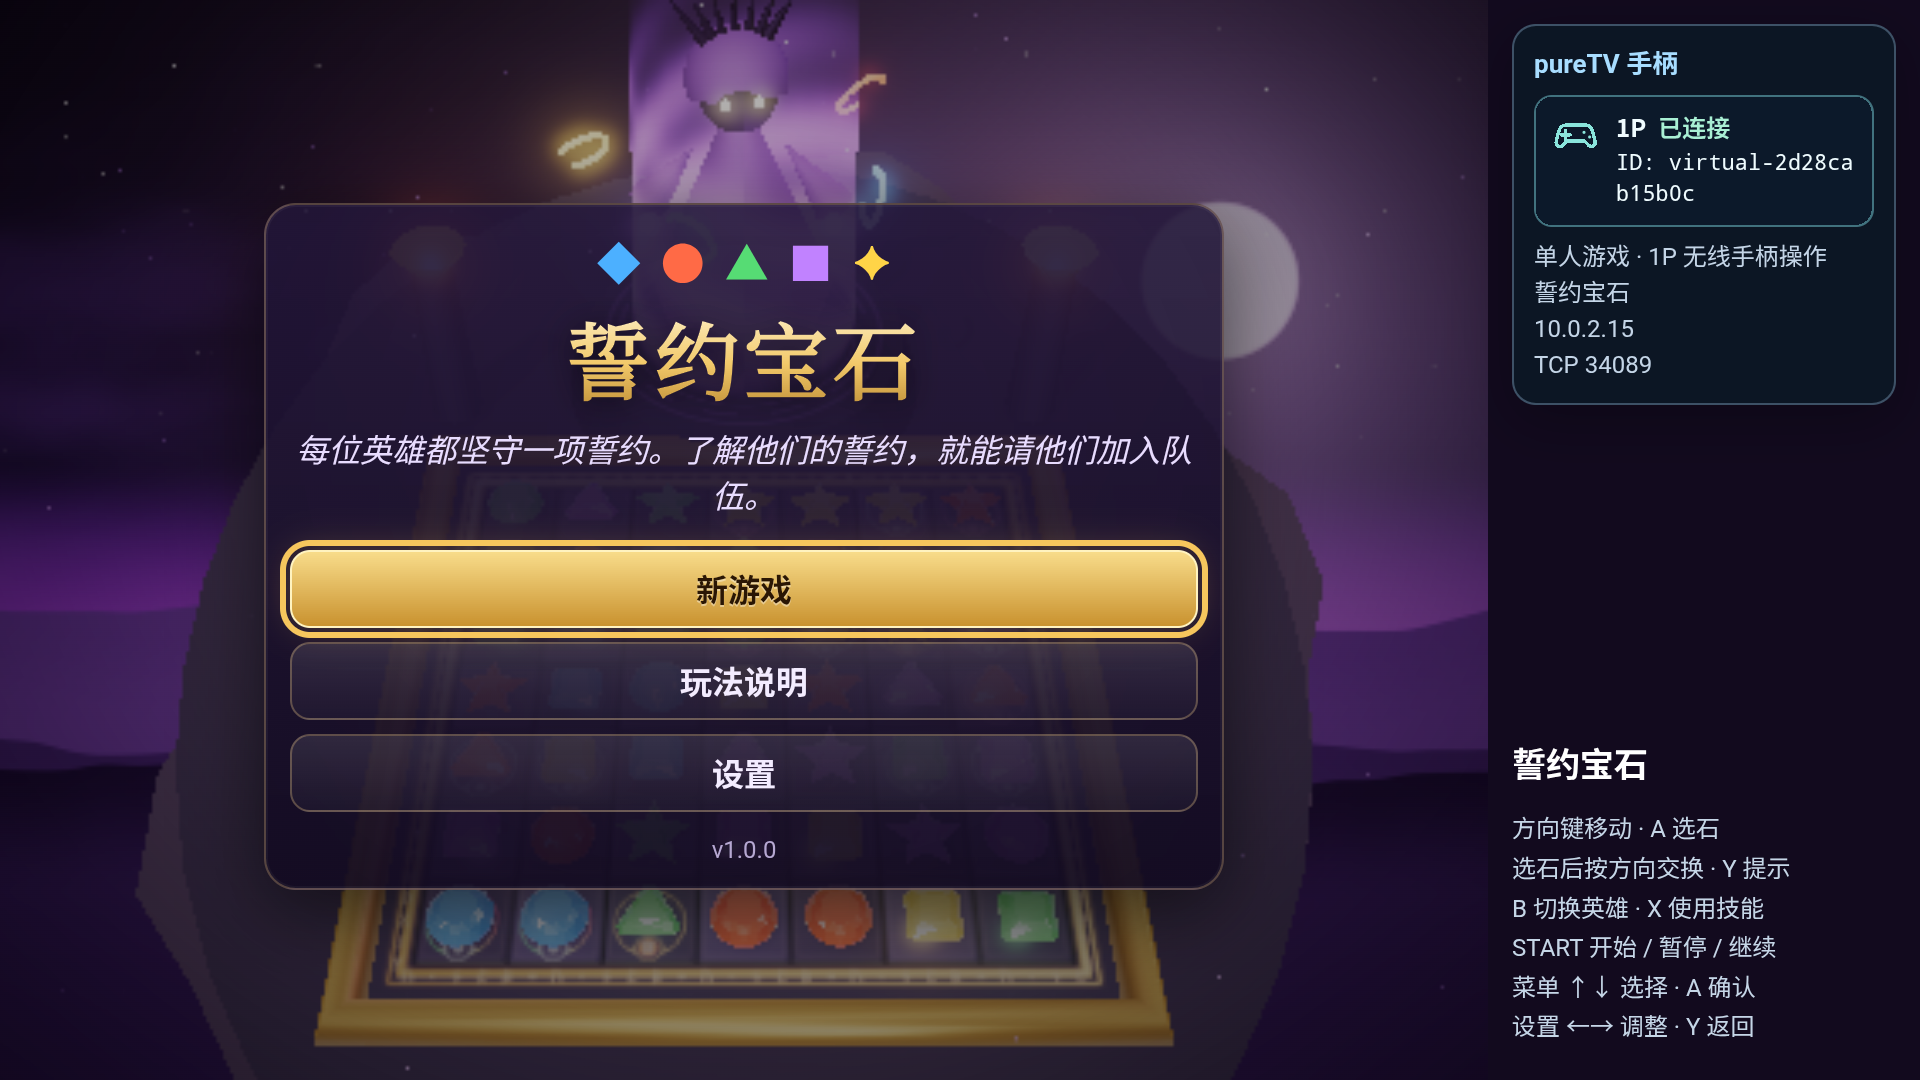 誓约宝石
每位英雄都坚守一项誓约。了解他们的誓约，就能请他们加入队
伍。
新游戏
玩法说明
设置
v1.0.0
pureTV 手柄
1P 已连接
ID: virtual-2d28ca
b15b0c
单人游戏 · 1P 无线手柄操作
誓约宝石
10.0.2.15
TCP 34089
誓约宝石
方向键移动 · A 选石
选石后按方向交换 · Y 提示
B 切换英雄 · X 使用技能
START 开始 / 暂停 / 继续
菜单 ↑↓ 选择 · A 确认
设置 ←→ 调整 · Y 返回